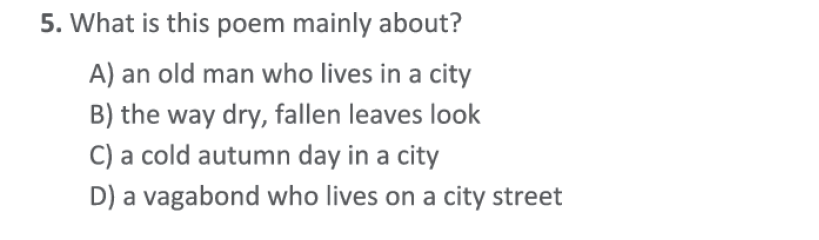 5. What is this poem mainly about?
A) an old man who lives in a city
B) the way dry, fallen leaves look
C) a cold autumn day in a city
D) a vagabond who lives on a city street